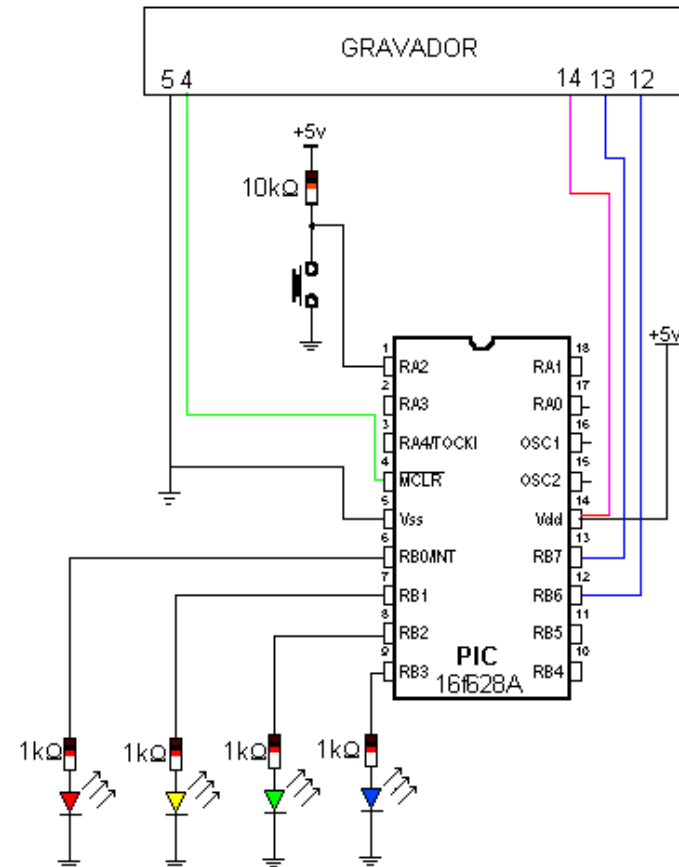 GRAVADOR
5 4 14 13 12
+5v
10kΩ
+5v
1 RA2 RA1 18
2 RA3 RA0 17
3 RA4/TOCKI OSC1 16
4 MCLR OSC2 15
5 Vss Vdd 14
6 RB0/INT RB7 13
7 RB1 RB6 12
8 RB2 RB5 11
9 RB3 RB4 10
PIC
16f628A
1kΩ 1kΩ 1kΩ 1kΩ